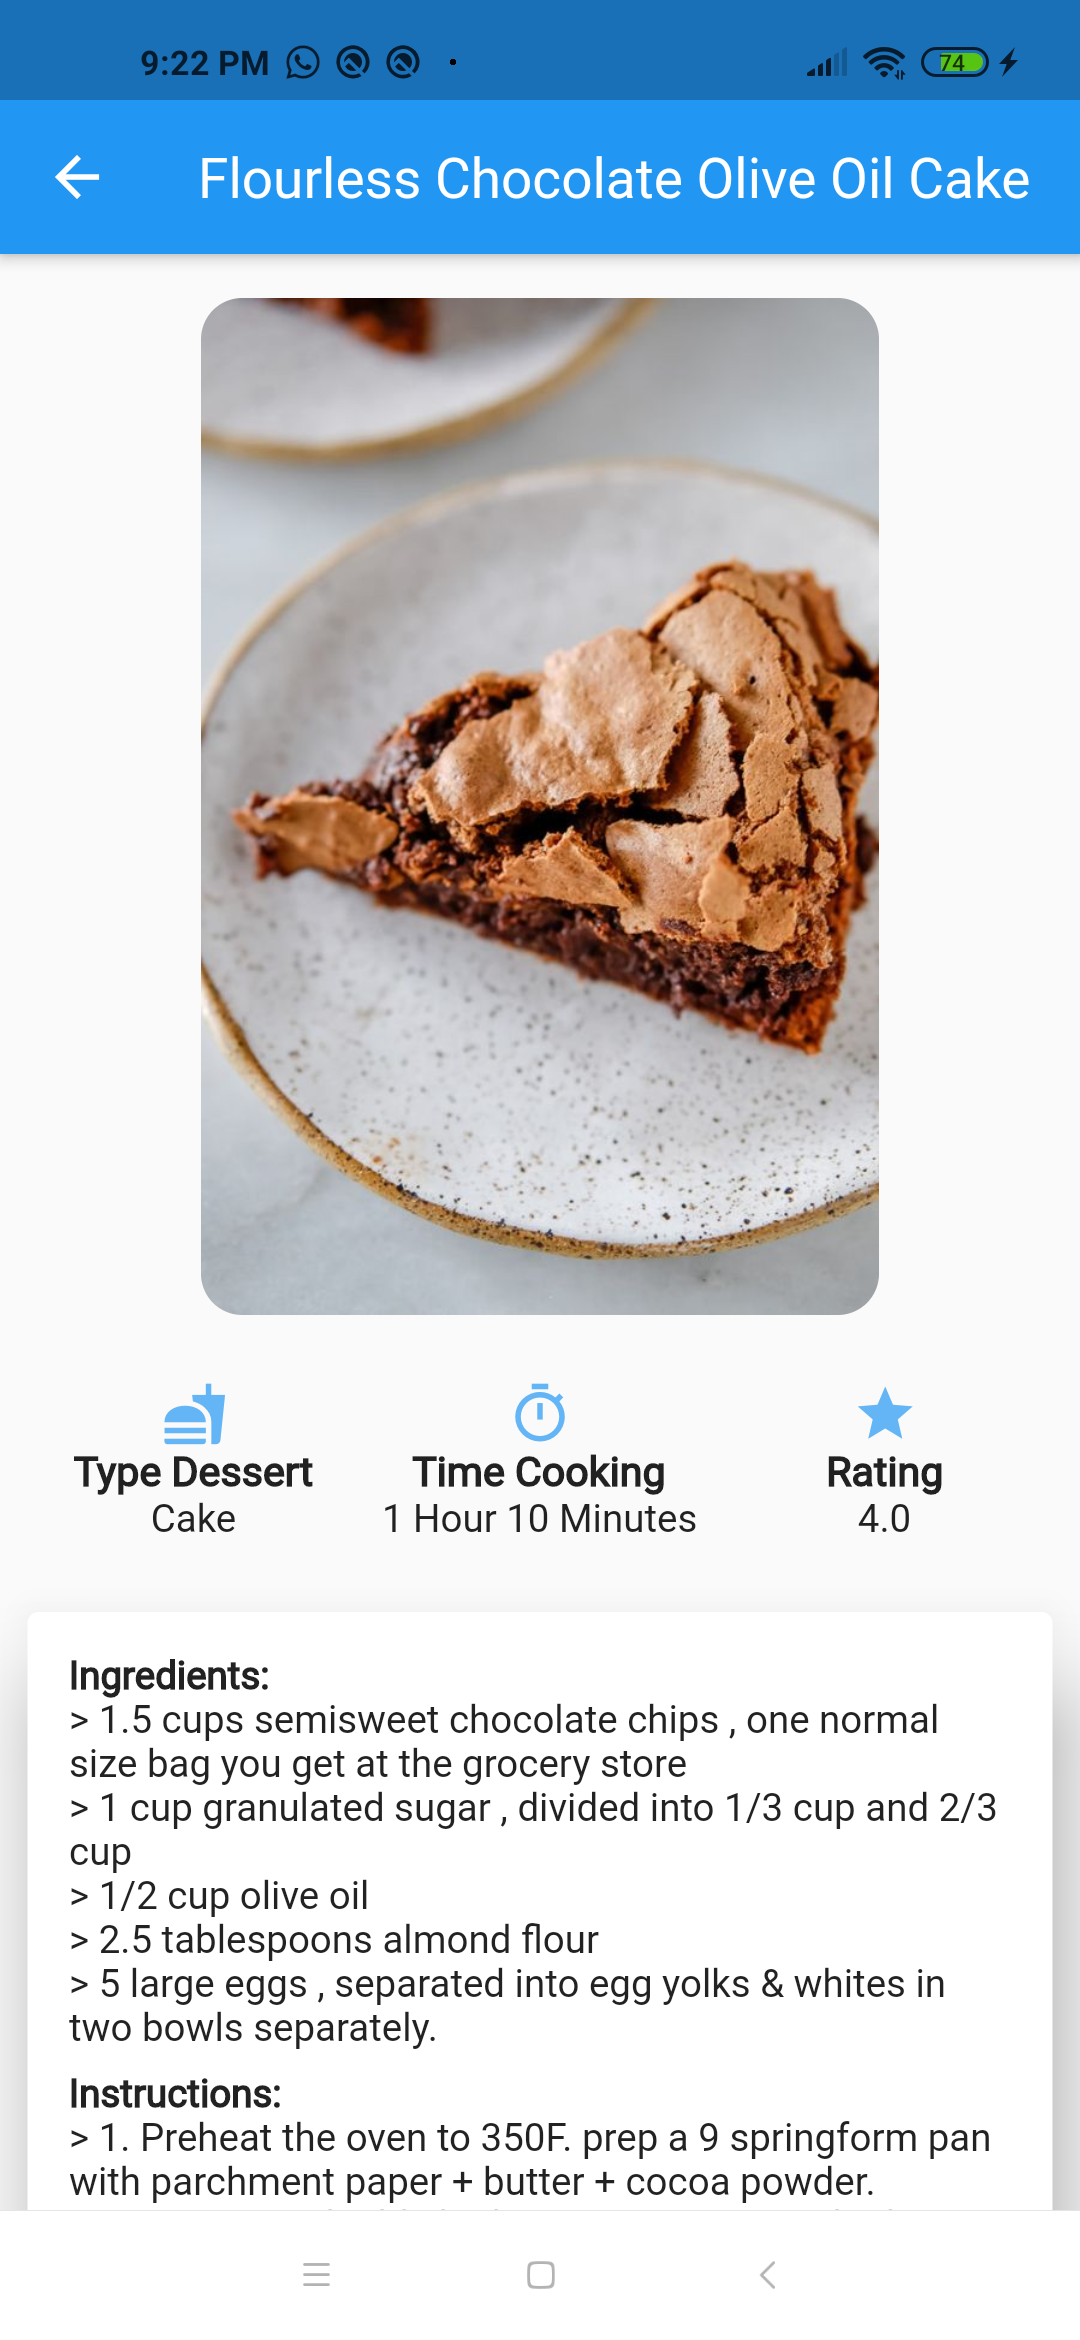 9:22 PM
74
Flourless Chocolate Olive Oil Cake
Type Dessert
Cake
Time Cooking
1 Hour 10 Minutes
Rating
4.0
Ingredients:
> 1.5 cups semisweet chocolate chips , one normal
size bag you get at the grocery store
> 1 cup granulated sugar , divided into 1/3 cup and 2/3
cup
> 1/2 cup olive oil
> 2.5 tablespoons almond flour
> 5 large eggs , separated into egg yolks & whites in
two bowls separately.
Instructions:
> 1. Preheat the oven to 350F. prep a 9 springform pan
with parchment paper + butter + cocoa powder.